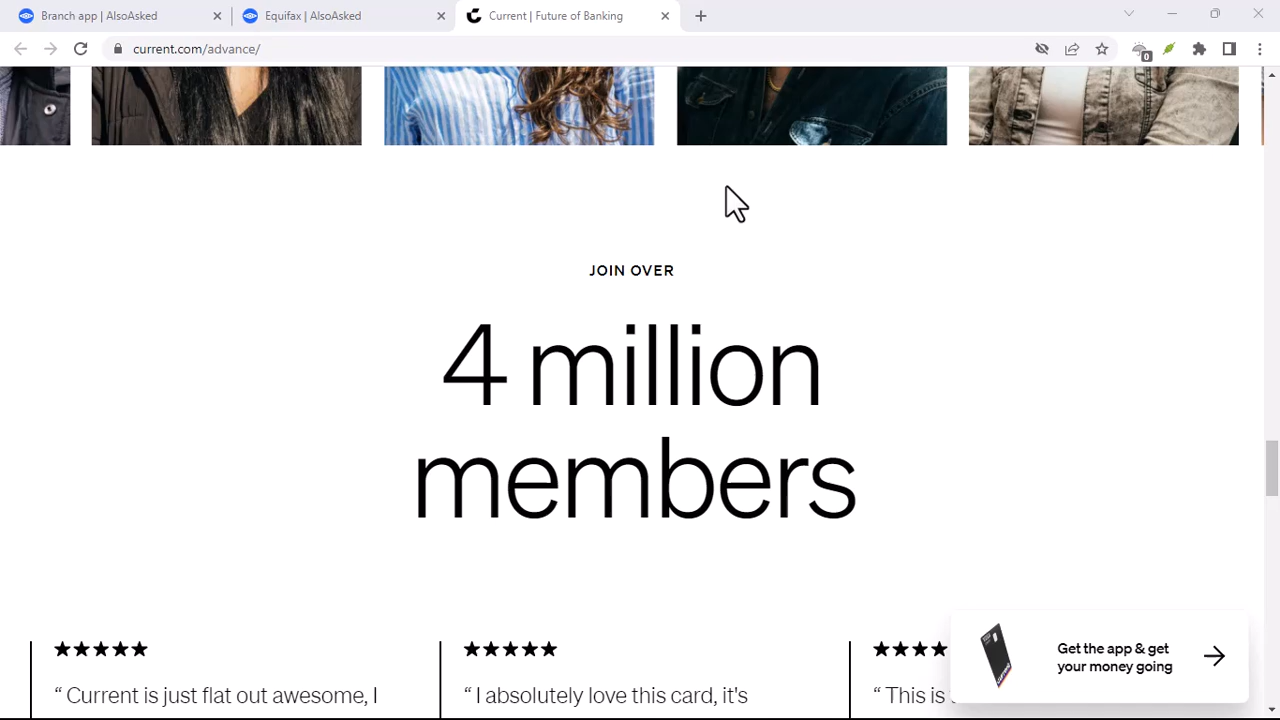 Branch app | AlsoAsked
Equifax | AlsoAsked
Current | Future of Banking
current.com/advance/
0
JOIN OVER
4 million
members
★★★★★
★★★★★
★★★★
“ Current is just flat out awesome, I
“ I absolutely love this card, it's
“ This is
Get the app & get
your money going